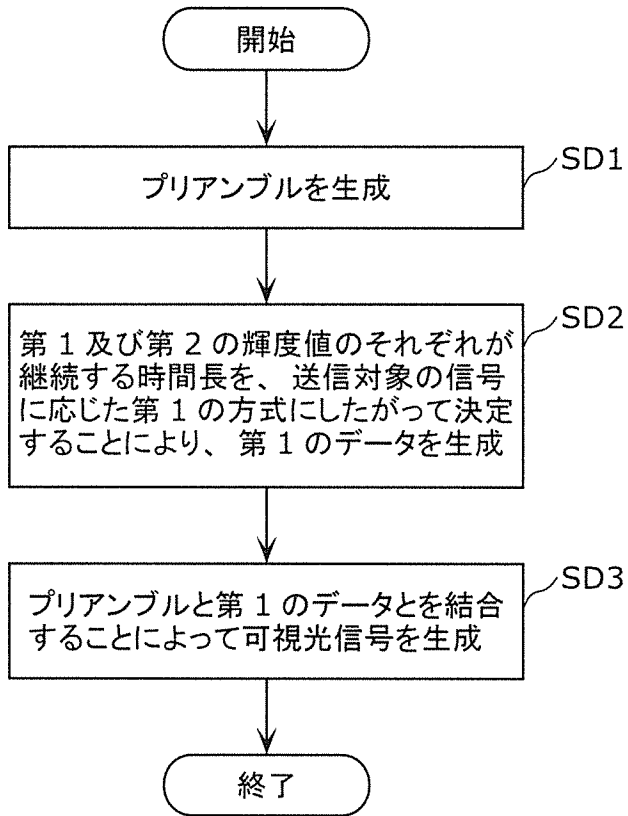 開始
プリアンブルを生成
SD1
第1及び第2の輝度値のそれぞれが
継続する時間長を、送信対象の信号
に応じた第1の方式にしたがって決定
することにより、第1のデータを生成
SD2
プリアンブルと第1のデータとを結合
することによって可視光信号を生成
SD3
終了